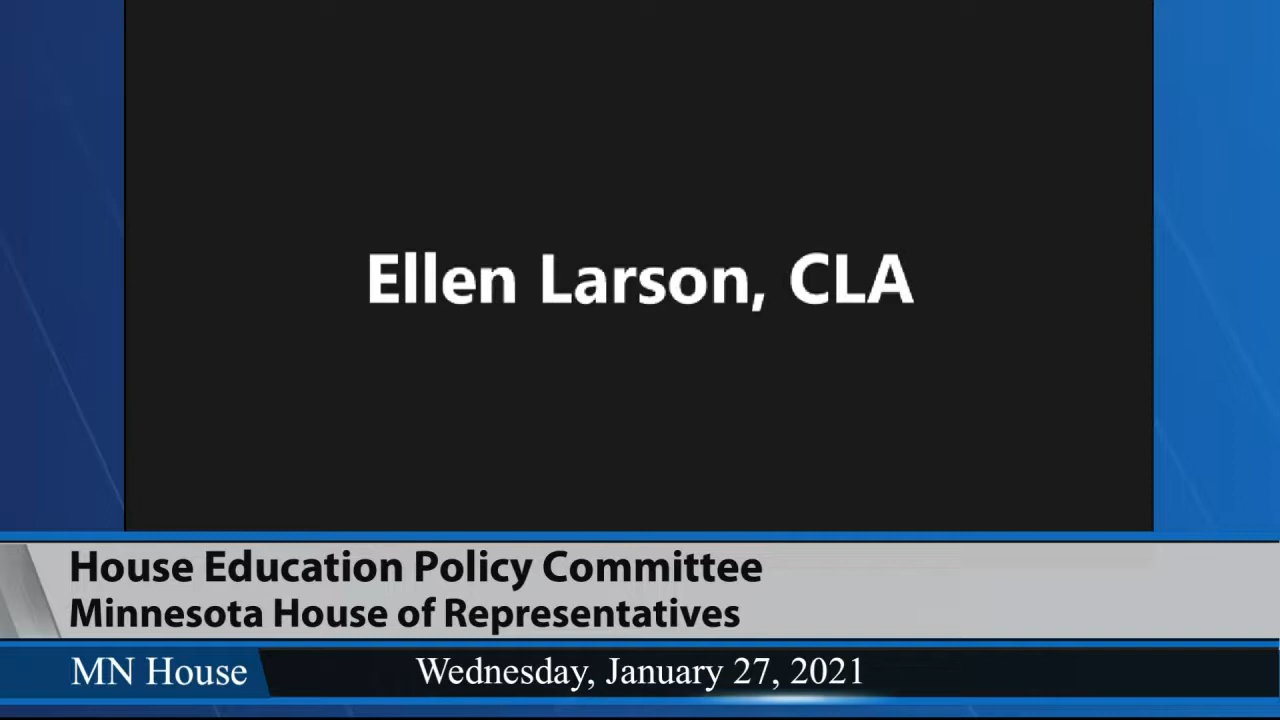 Ellen Larson, CLA
House Education Policy Committee
Minnesota House of Representatives
MN House
Wednesday, January 27, 2021